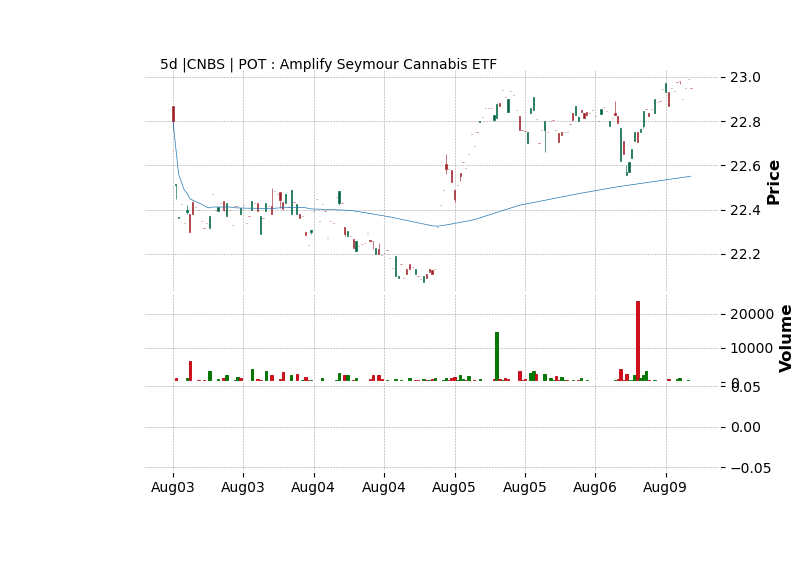 5d |CNBS | POT : Amplify Seymour Cannabis ETF
23.0
22.8
22.6
22.4
22.2
Price
20000
10000
0
Volume
0.05
0.00
−0.05
Aug03 Aug03 Aug04 Aug04 Aug05 Aug05 Aug06 Aug09